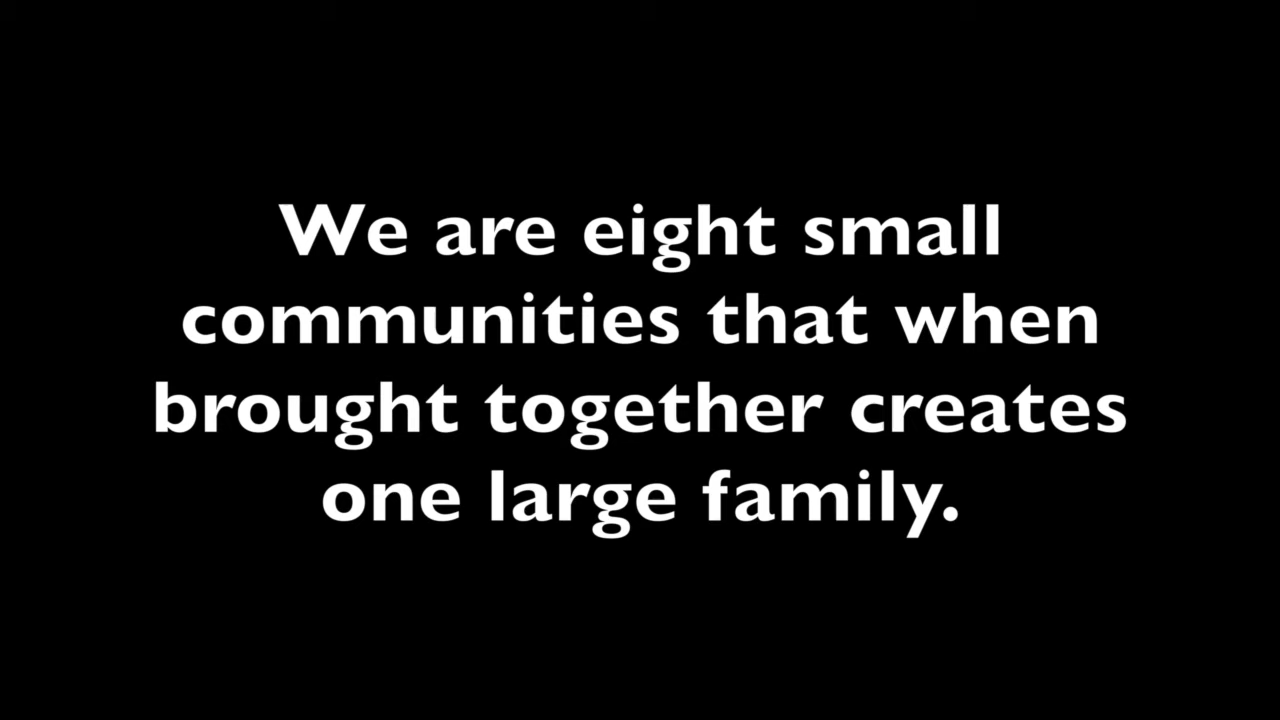 We are eight small
communities that when
brought together creates
one large family.